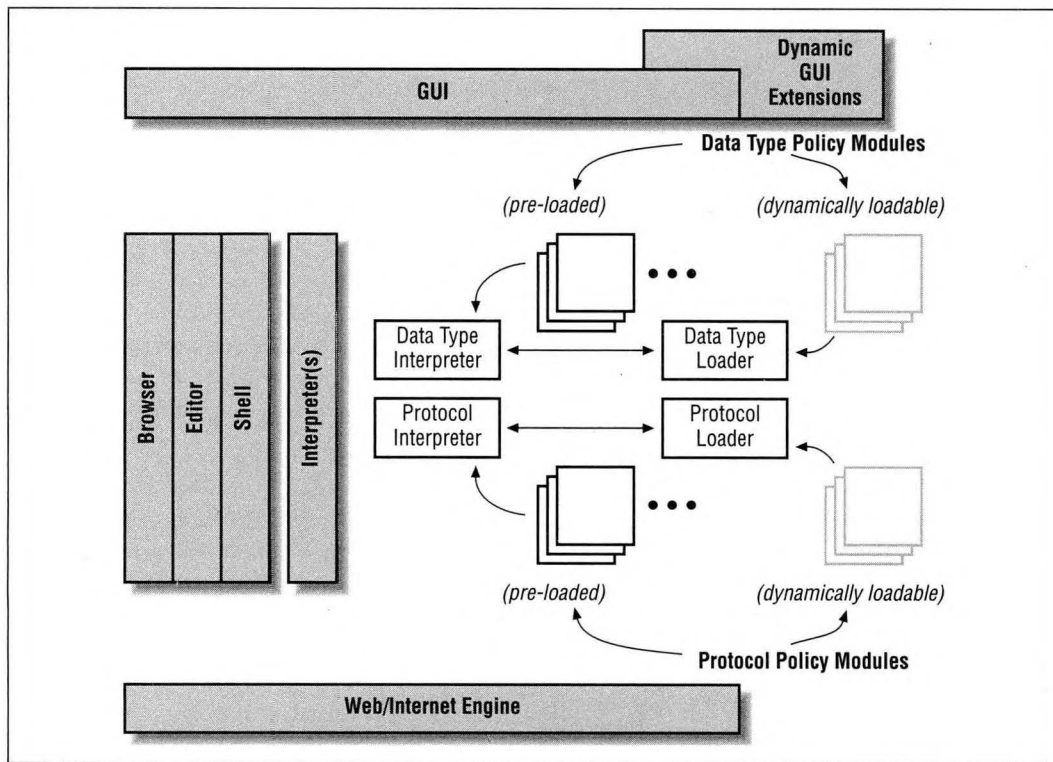 Dynamic
GUI
Extensions
GUI
Data Type Policy Modules
(pre-loaded)
(dynamically loadable)
Browser
Editor
Shell
Interpreter(s)
Data Type
Interpreter
Data Type
Loader
Protocol
Interpreter
Protocol
Loader
(pre-loaded)
(dynamically loadable)
Protocol Policy Modules
Web/Internet Engine